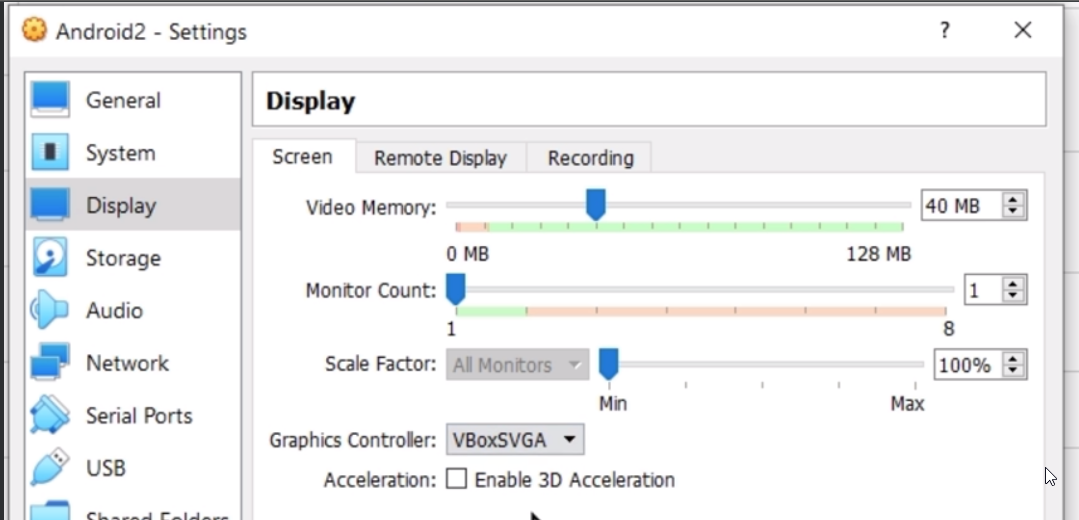 Android2 - Settings
?
General
System
Display
Storage
Audio
Network
Serial Ports
USB
Shared Folders
Display
Screen Remote Display Recording
Video Memory: 40 MB
0 MB 128 MB
Monitor Count: 1
1 8
Scale Factor: All Monitors 100%
Min Max
Graphics Controller: VBoxSVGA
Acceleration: Enable 3D Acceleration